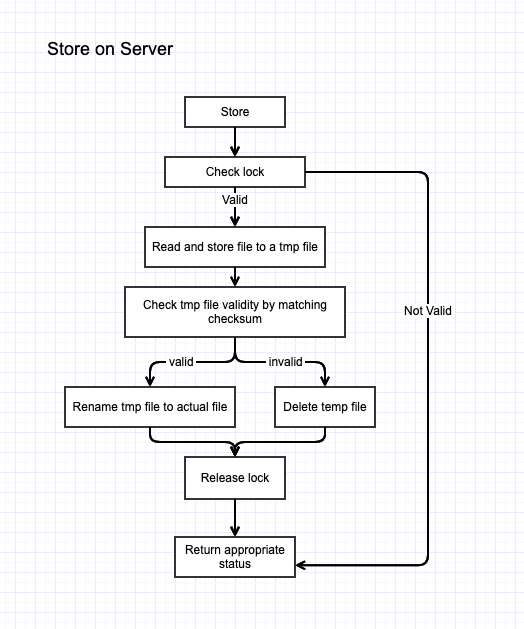 Store on Server
Store
Check lock
Valid
Read and store file to a tmp file
Check tmp file validity by matching
checksum
Not Valid
valid
invalid
Rename tmp file to actual file
Delete temp file
Release lock
Return appropriate
status